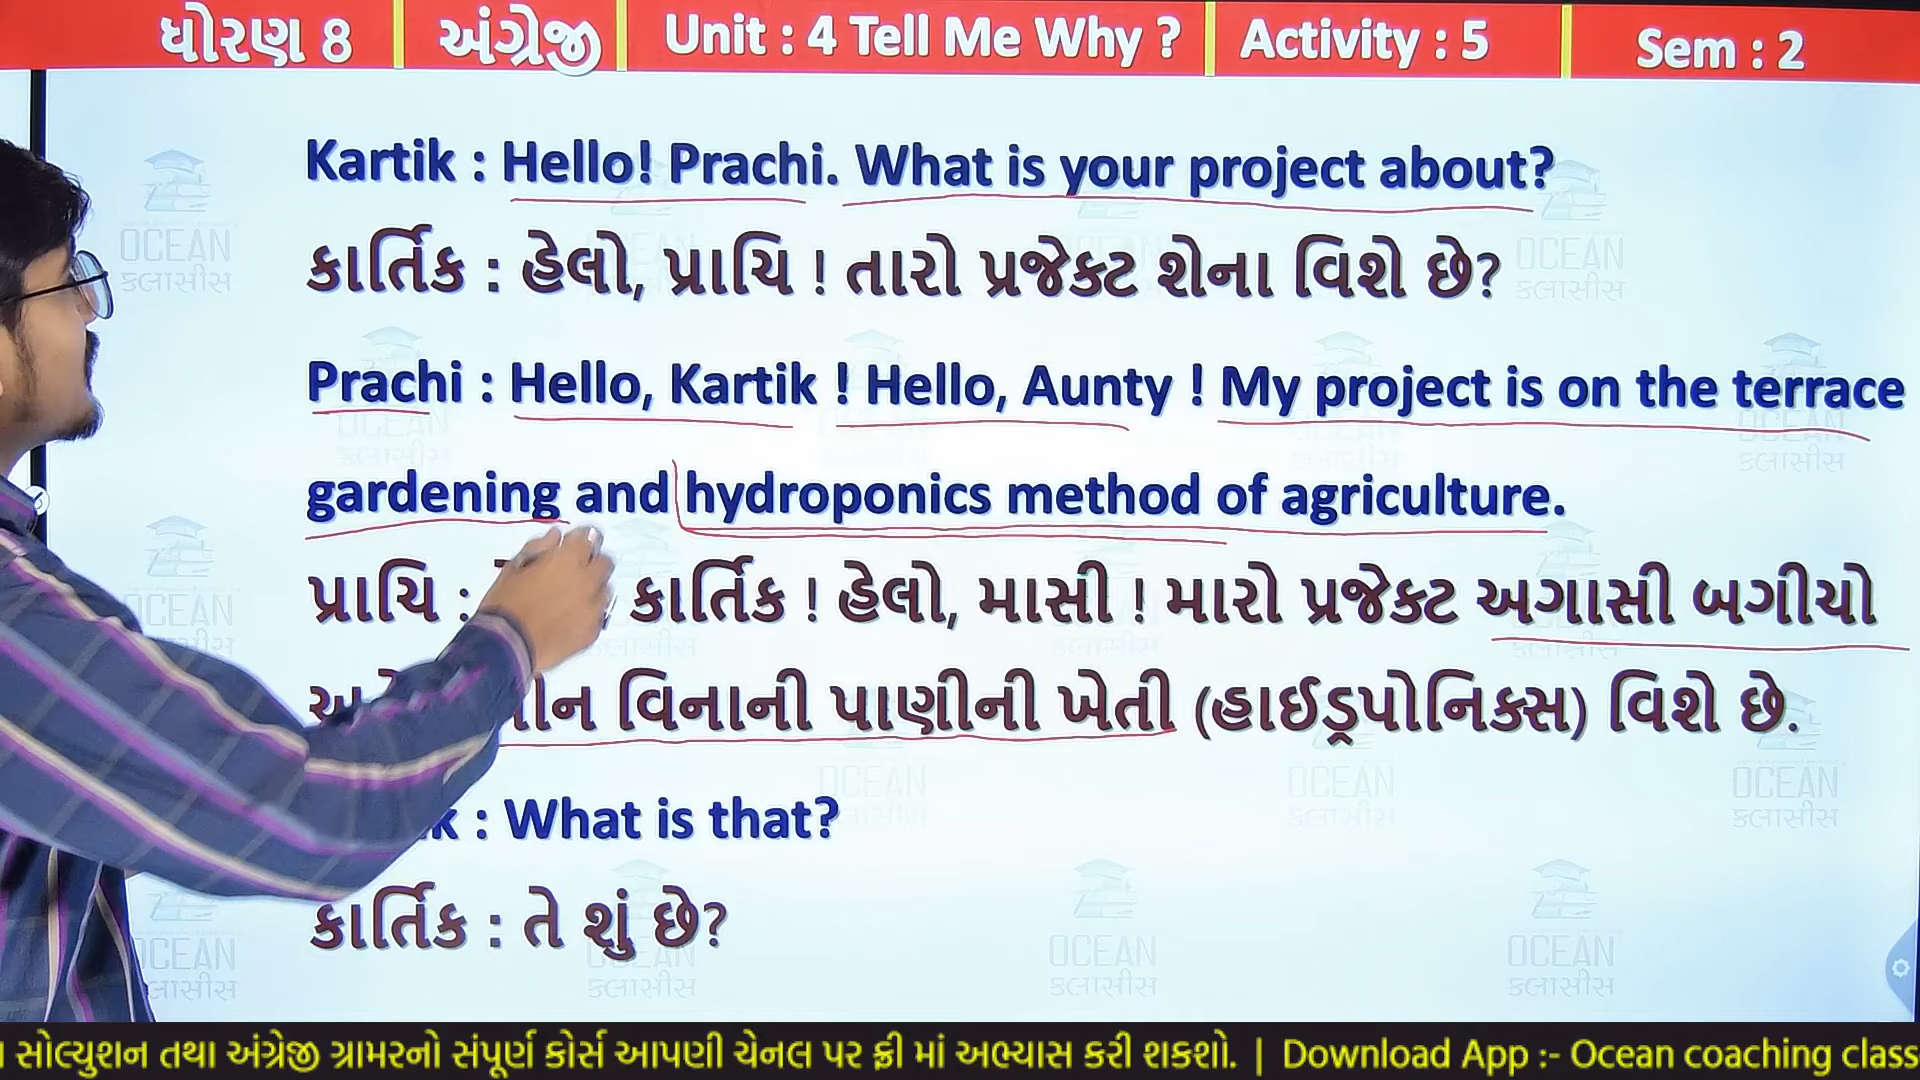 ધોરણ 8 અંગ્રેજી Unit : 4 Tell Me Why ? Activity : 5 Sem : 2
Kartik : Hello! Prachi. What is your project about?
કાર્તિક : હેલો, પ્રાચિ ! તારો પ્રજેક્ટ શેના વિશે છે?
Prachi : Hello, Kartik ! Hello, Aunty ! My project is on the terrace
gardening and hydroponics method of agriculture.
પ્રાચિ : કાર્તિક ! હેલો, માસી ! મારો પ્રજેક્ટ અગાસી બગીચો
વિનાની પાણીની ખેતી (હાઈડ્રપોનિક્સ) વિશે છે.
: What is that?
કાર્તિક : તે શું છે?
સોલ્યુશન તથા અંગ્રેજી ગ્રામરનો સંપૂર્ણ કોર્સ આપણી ચેનલ પર ફ્રી માં અભ્યાસ કરી શકશો. | Download App :- Ocean coaching class
OCEAN
ક્લાસીસ